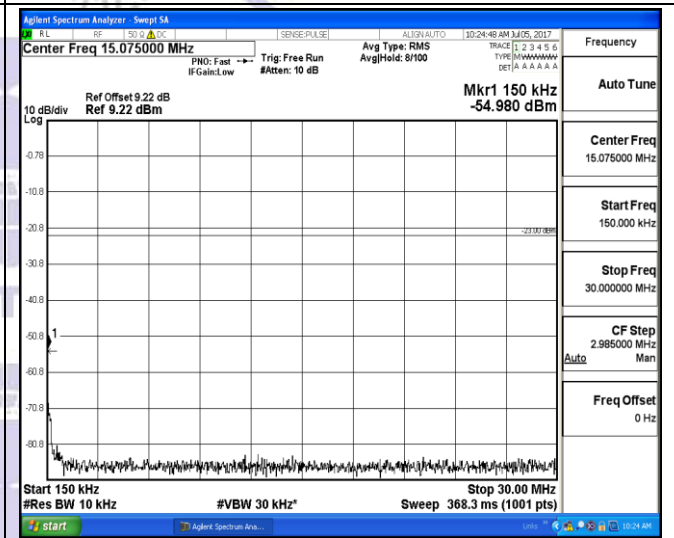 Agilent Spectrum Analyzer - Swept SA
RL RF 50 Ω DC SENSE:PULSE ALIGN AUTO 10:24:48 AM Jul 05, 2017
Center Freq 15.075000 MHz
PNO: Fast
IFGain:Low
Trig: Free Run
#Atten: 10 dB
Avg Type: RMS
Avg|Hold: 8/100
TRACE 1 2 3 4 5 6
TYPE M W W W W W
DET A A A A A A
Mkr1 150 kHz
-54.980 dBm
Ref Offset 9.22 dB
10 dB/div Ref 9.22 dBm
Log
-0.78
-10.8
-20.8
-23.00 dBm
-30.8
-40.8
-50.8
1
-60.8
-70.8
-80.8
Start 150 kHz
Stop 30.00 MHz
#Res BW 10 kHz
#VBW 30 kHz*
Sweep 368.3 ms (1001 pts)
Frequency
Auto Tune
Center Freq
15.075000 MHz
Start Freq
150.000 kHz
Stop Freq
30.000000 MHz
CF Step
2.985000 MHz
Auto Man
Freq Offset
0 Hz
start
Agilent Spectrum Ana...
Links
10:24 AM